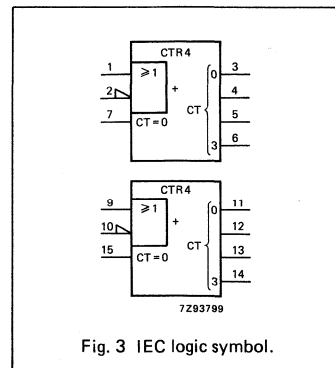 CTR4
1 ≥1 0 3
2 + 4
7 CT=0 CT 5
3 6
CTR4
9 ≥1 0 11
10 + 12
15 CT=0 CT 13
3 14
7Z93799
Fig. 3 IEC logic symbol.